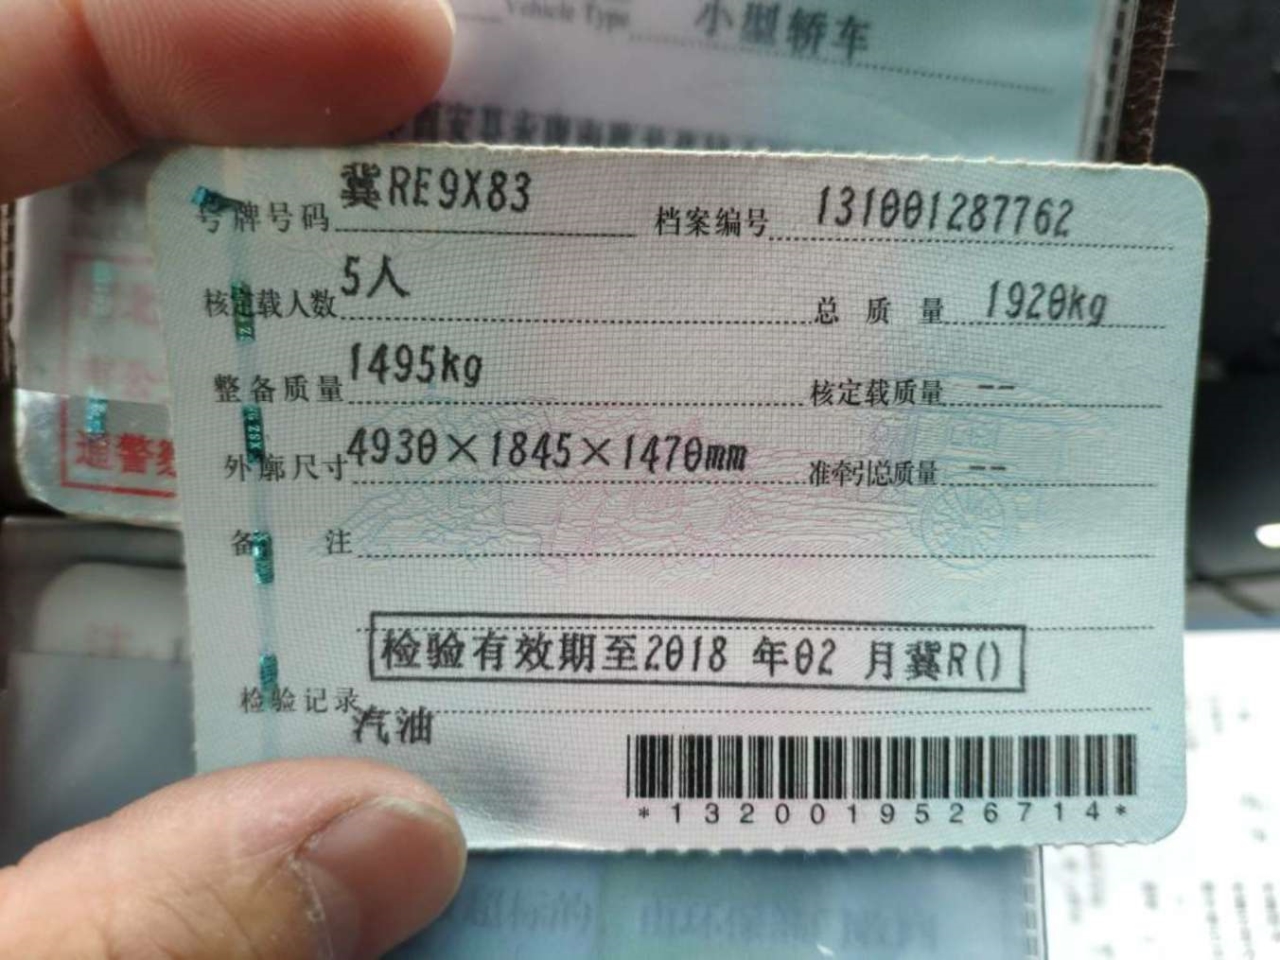 Vehicle Type 小型轿车
号牌号码 冀RE9X83 档案编号 131001287762
核定载人数 5人 总质量 1920kg
整备质量 1495kg 核定载质量 --
外廓尺寸 4930×1845×1470mm 准牵引总质量 --
备注
检验有效期至2018 年02 月冀R()
检验记录
汽油
*1320019526714*
通警